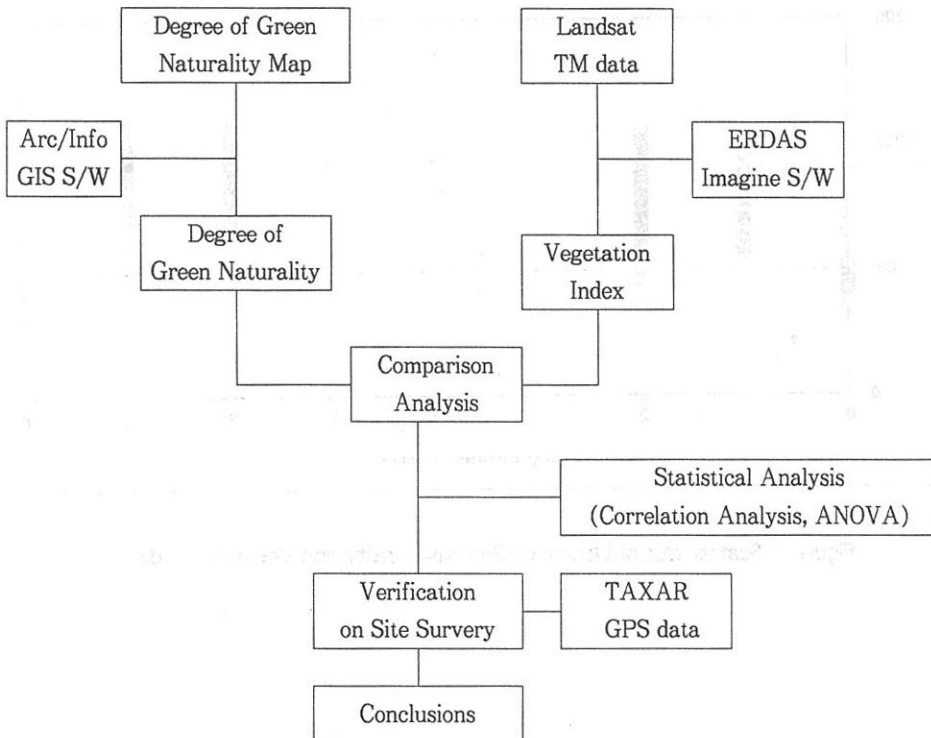 Degree of Green
Naturality Map
Landsat
TM data
Arc/Info
GIS S/W
ERDAS
Imagine S/W
Degree of
Green Naturality
Vegetation
Index
Comparison
Analysis
Statistical Analysis
(Correlation Analysis, ANOVA)
Verification
on Site Survery
TAXAR
GPS data
Conclusions